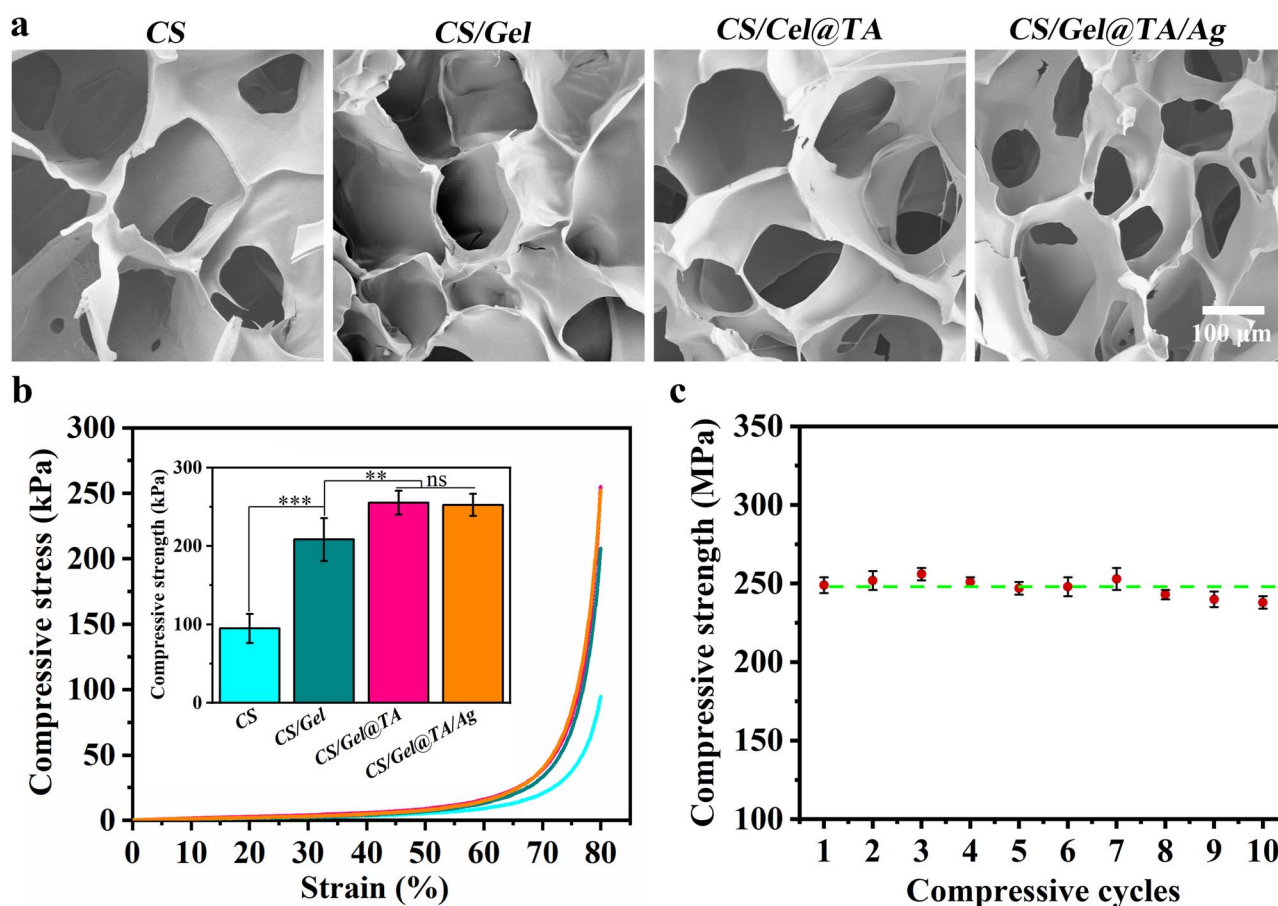 a
CS
CS/Gel
CS/Cel@TA
CS/Gel@TA/Ag
100 μm
b
Compressive stress (kPa)
300
250
200
150
100
50
0
0 10 20 30 40 50 60 70 80
Strain (%)
Compressive strength (kPa)
300
200
100
0
***
**
ns
CS
CS/Gel
CS/Gel@TA
CS/Gel@TA/Ag
c
Compressive strength (MPa)
350
300
250
200
150
100
1 2 3 4 5 6 7 8 9 10
Compressive cycles